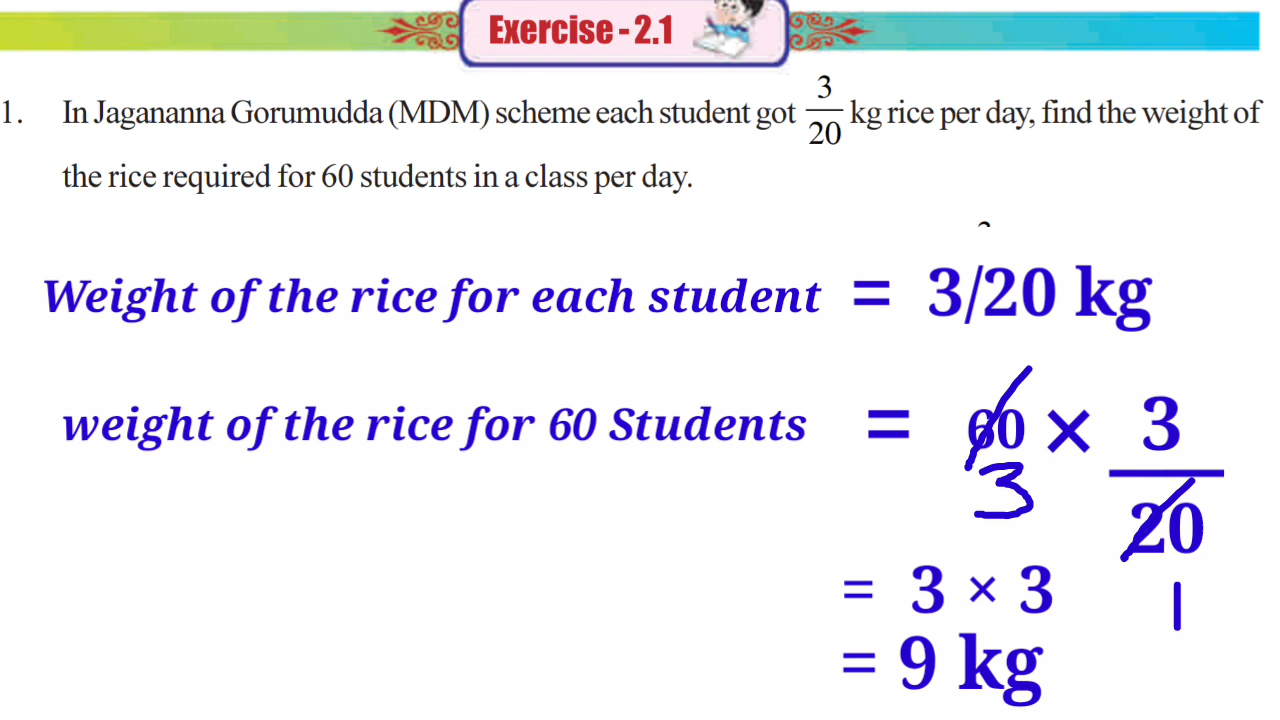 Exercise - 2.1
1. In Jagananna Gorumudda (MDM) scheme each student got 3/20 kg rice per day, find the weight of
the rice required for 60 students in a class per day.
Weight of the rice for each student = 3/20 kg
weight of the rice for 60 Students = 60 × 3/20
3
1
= 3 × 3
= 9 kg